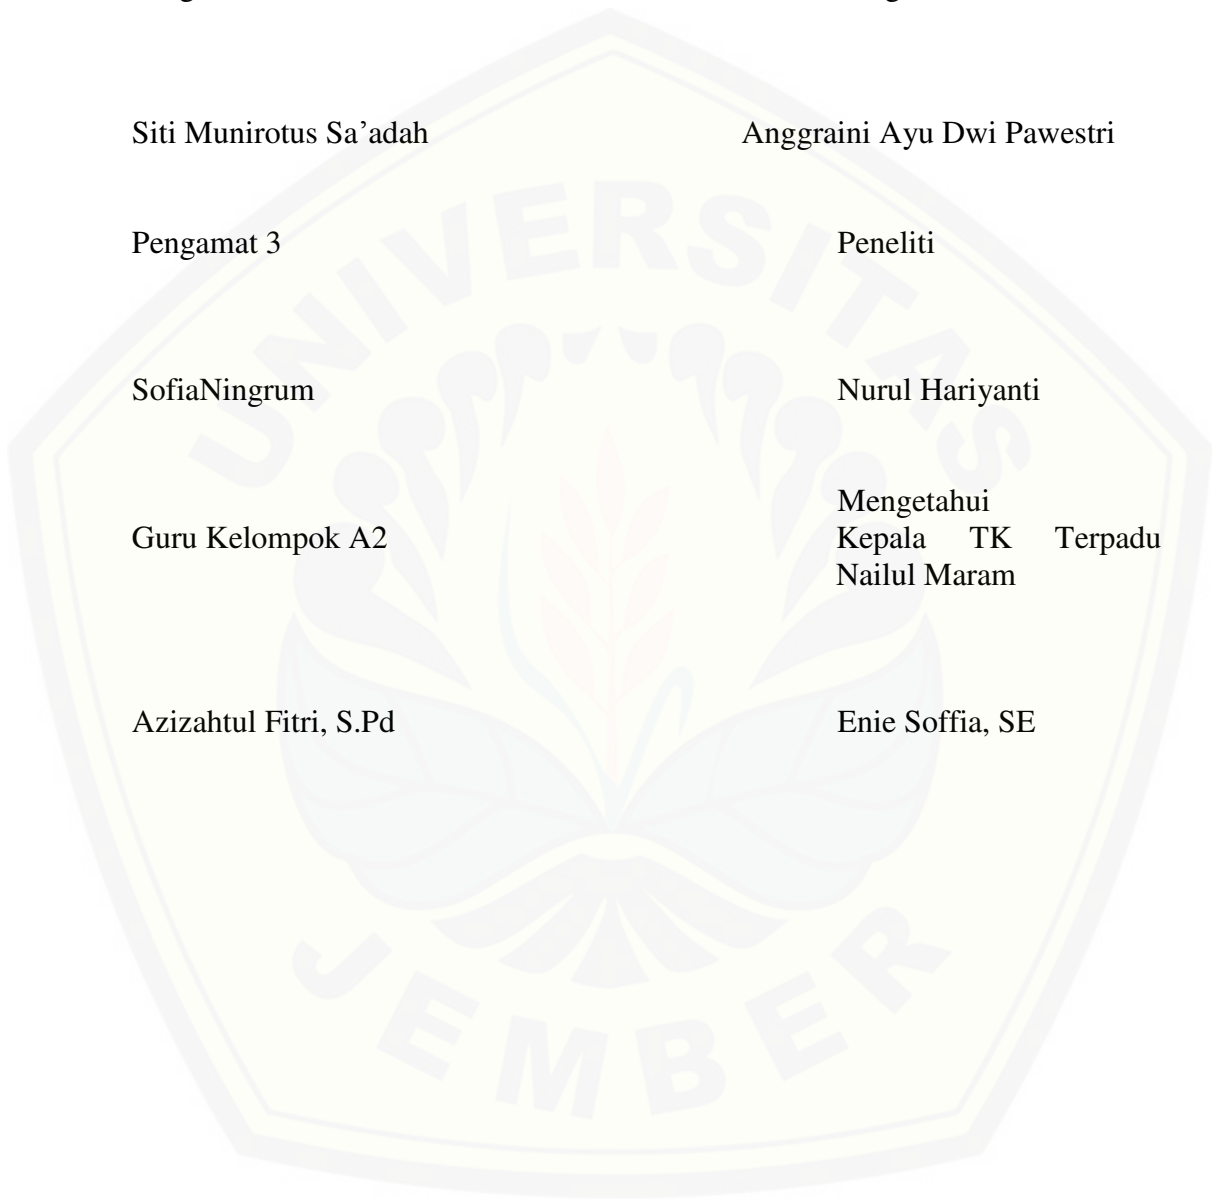 Siti Munirotus Sa’adah Anggraini Ayu Dwi Pawestri
Pengamat 3 Peneliti
SofiaNingrum Nurul Hariyanti
Mengetahui
Guru Kelompok A2 Kepala TK Terpadu
Nailul Maram
Azizahtul Fitri, S.Pd Enie Soffia, SE
UNIVERSITAS
JEMBER